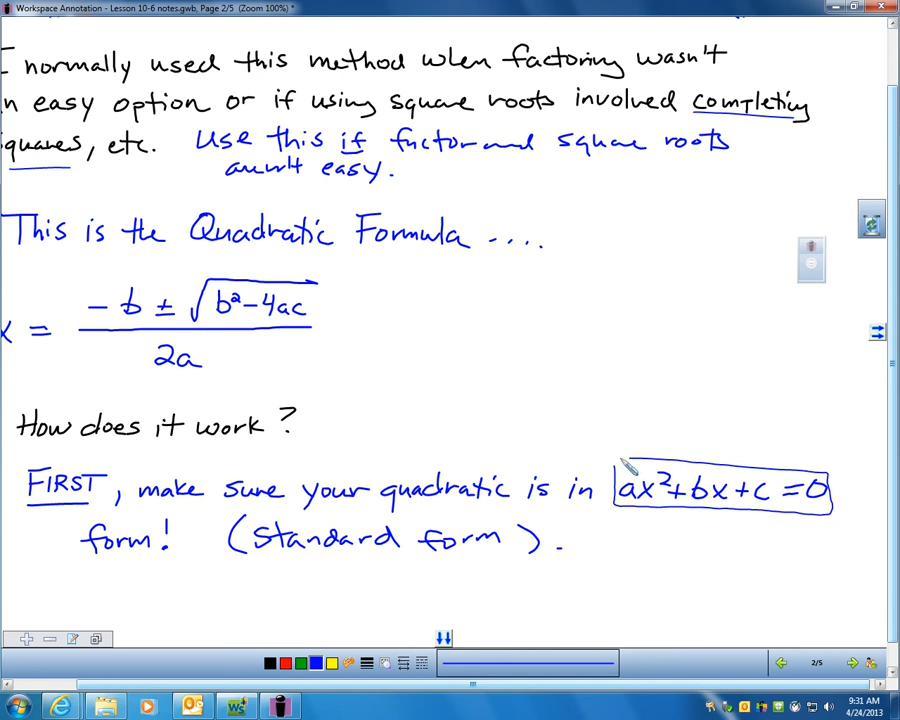 Workspace Annotation - Lesson 10-6 notes.gwb, Page 2/5 (Zoom 100%) *
I normally used this method when factoring wasn't
n easy option or if using square roots involved completing
quares, etc. Use this if factor and square roots
aren't easy.
This is the Quadratic Formula ....
x = (-b ± √(b²-4ac)) / 2a
How does it work?
FIRST, make sure your quadratic is in ax²+bx+c=0
form! (Standard form).
2/5
9:31 AM
4/24/2013